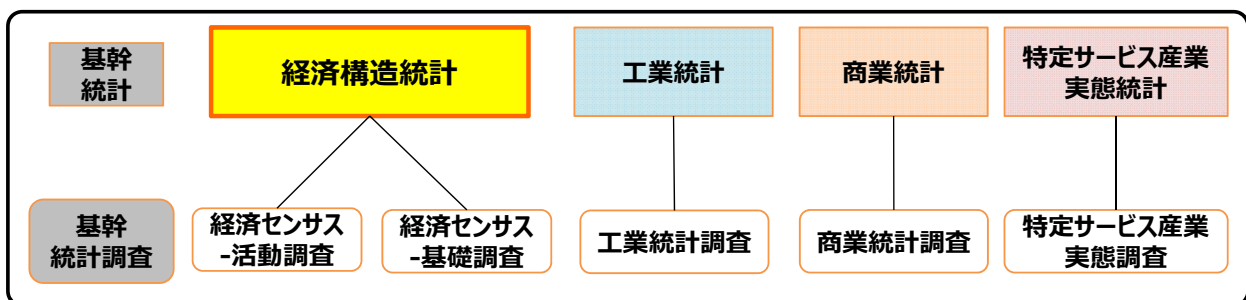 基幹
統計
経済構造統計
工業統計
商業統計
特定サービス産業
実態統計
基幹
統計調査
経済センサス
-活動調査
経済センサス
-基礎調査
工業統計調査
商業統計調査
特定サービス産業
実態調査